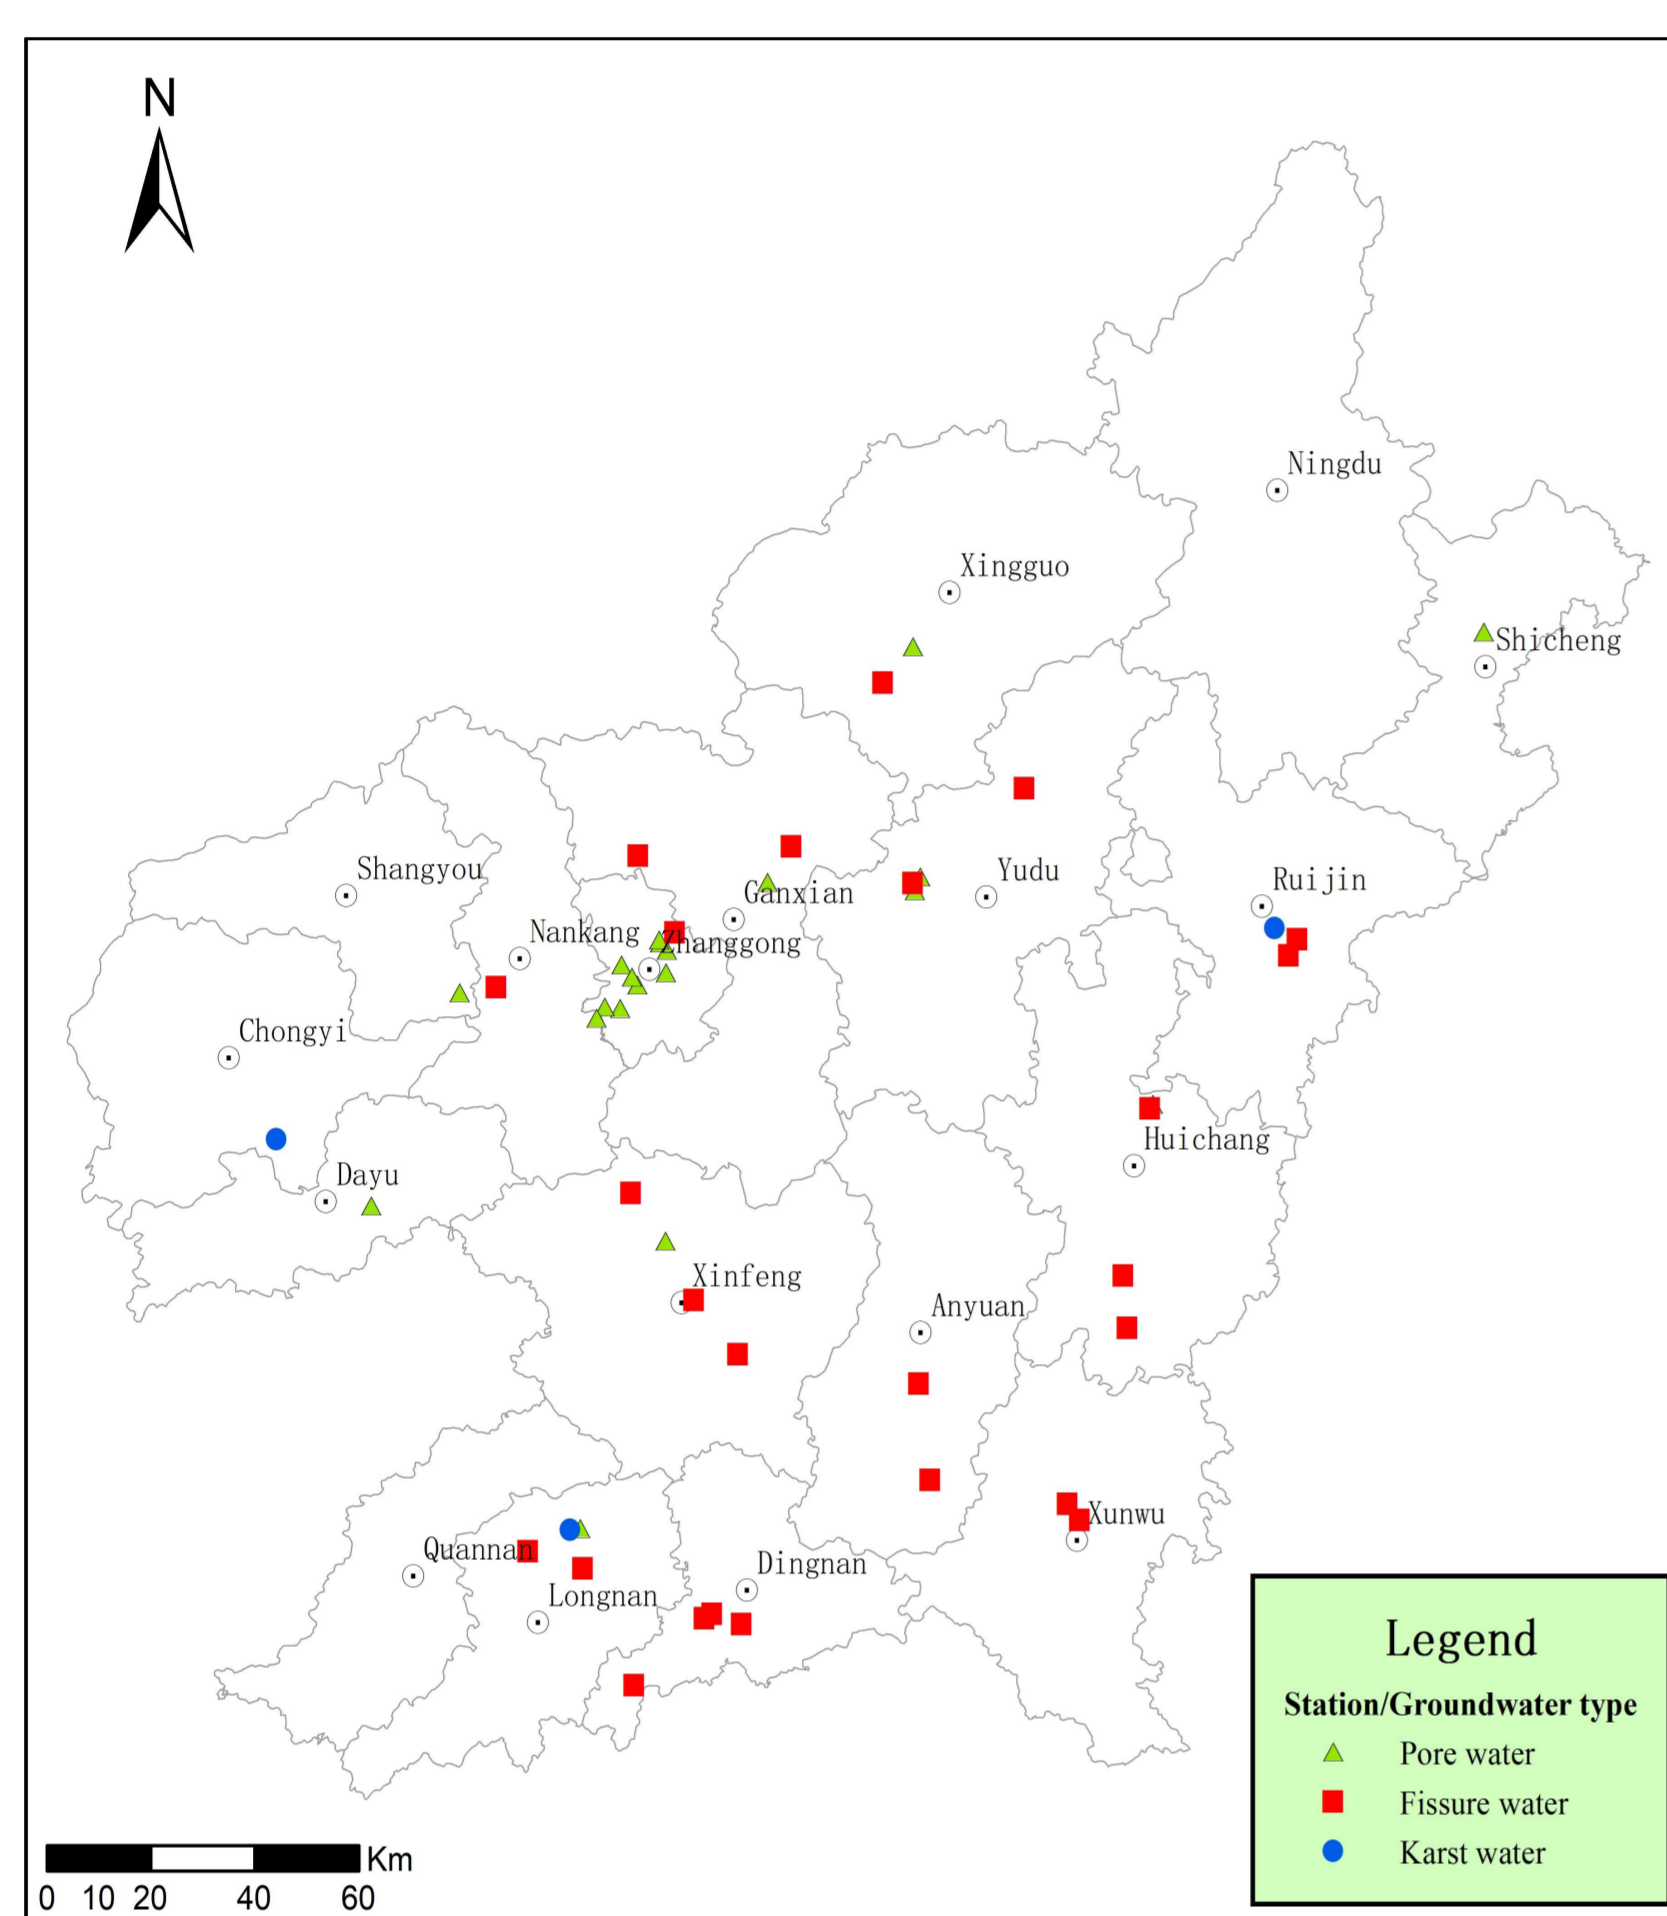 N
Ningdu
Xingguo
Shicheng
Shangyou
Yudu
Ruijin
Ganxian
Nankang
Zhanggong
Chongyi
Huichang
Dayu
Xinfeng
Anyuan
Xunwu
Quannan
Dingnan
Longnan
Legend
Station/Groundwater type
Pore water
Fissure water
Karst water
Km
0 10 20 40 60